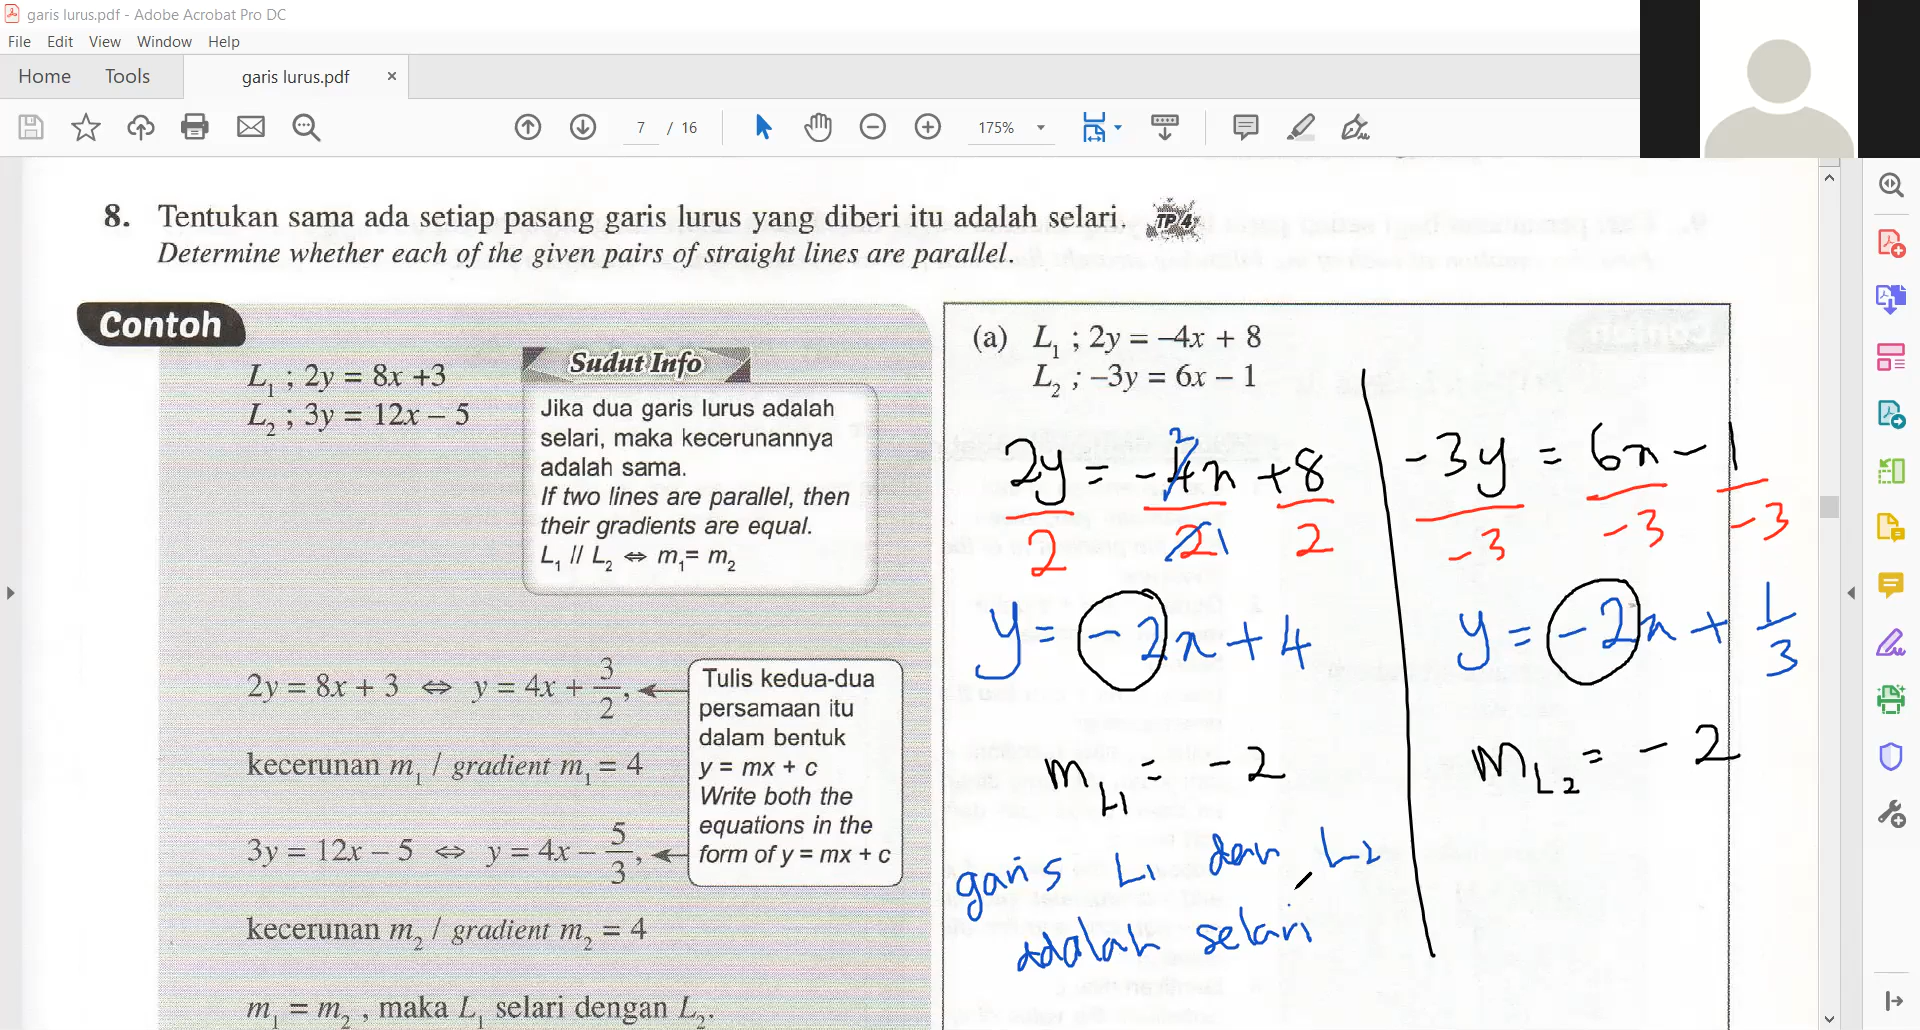 garis lurus.pdf - Adobe Acrobat Pro DC
File Edit View Window Help
Home Tools garis lurus.pdf ×
7 / 16 175%
8. Tentukan sama ada setiap pasang garis lurus yang diberi itu adalah selari. TP 4
Determine whether each of the given pairs of straight lines are parallel.
Contoh
L₁ ; 2y = 8x +3
L₂ ; 3y = 12x – 5
Sudut Info
Jika dua garis lurus adalah
selari, maka kecerunannya
adalah sama.
If two lines are parallel, then
their gradients are equal.
L₁ // L₂ ⇔ m₁= m₂
2y = 8x + 3 ⇔ y = 4x + 3/2,
kecerunan m₁ / gradient m₁ = 4
3y = 12x – 5 ⇔ y = 4x – 5/3,
kecerunan m₂ / gradient m₂ = 4
m₁ = m₂ , maka L₁ selari dengan L₂.
Tulis kedua-dua
persamaan itu
dalam bentuk
y = mx + c
Write both the
equations in the
form of y = mx + c
(a) L₁ ; 2y = –4x + 8
L₂ ; –3y = 6x – 1
2y = -4x + 8
2
2 21 2
y = -2x + 4
m L1 = -2
garis L1 dan L2
adalah selari
-3y = 6x - 1
-3 -3 -3
y = -2x + 1/3
m L2 = - 2